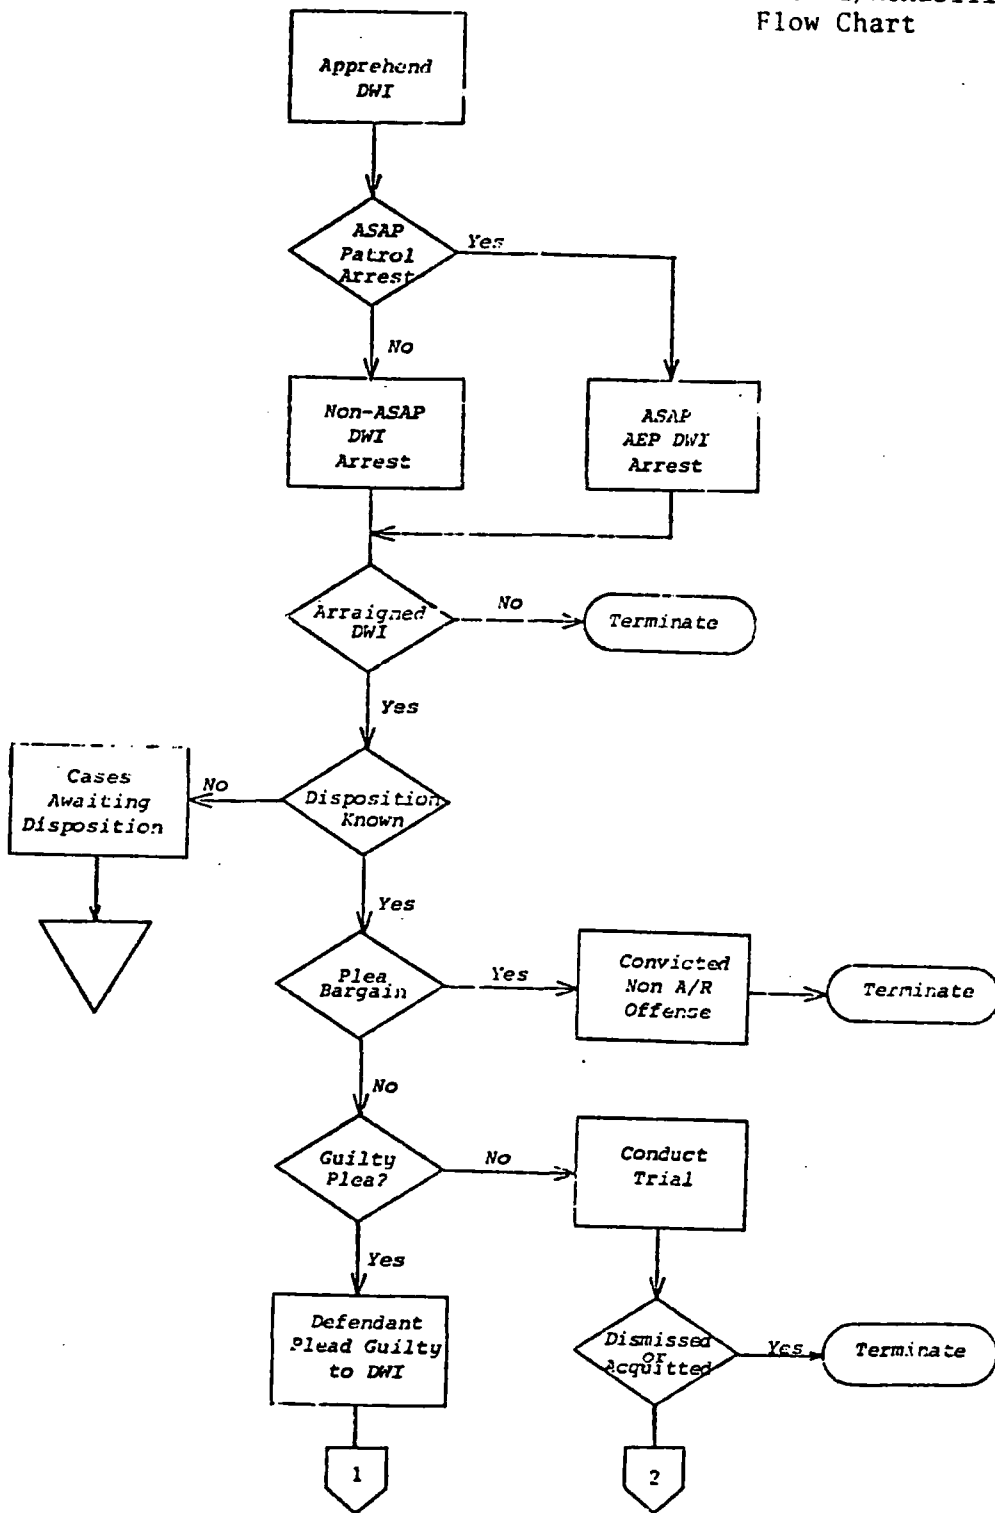 Flow Chart
Apprehend
DWI
ASAP
Patrol
Arrest
Yes
No
Non-ASAP
DWI
Arrest
ASAP
AEP DWI
Arrest
Arraigned
DWI
No
Terminate
Yes
Cases
Awaiting
Disposition
No
Disposition
Known
Yes
Plea
Bargain
Yes
Convicted
Non A/R
Offense
Terminate
No
Guilty
Plea?
No
Conduct
Trial
Yes
Defendant
Plead Guilty
to DWI
Dismissed
or
Acquitted
Yes
Terminate
1
2